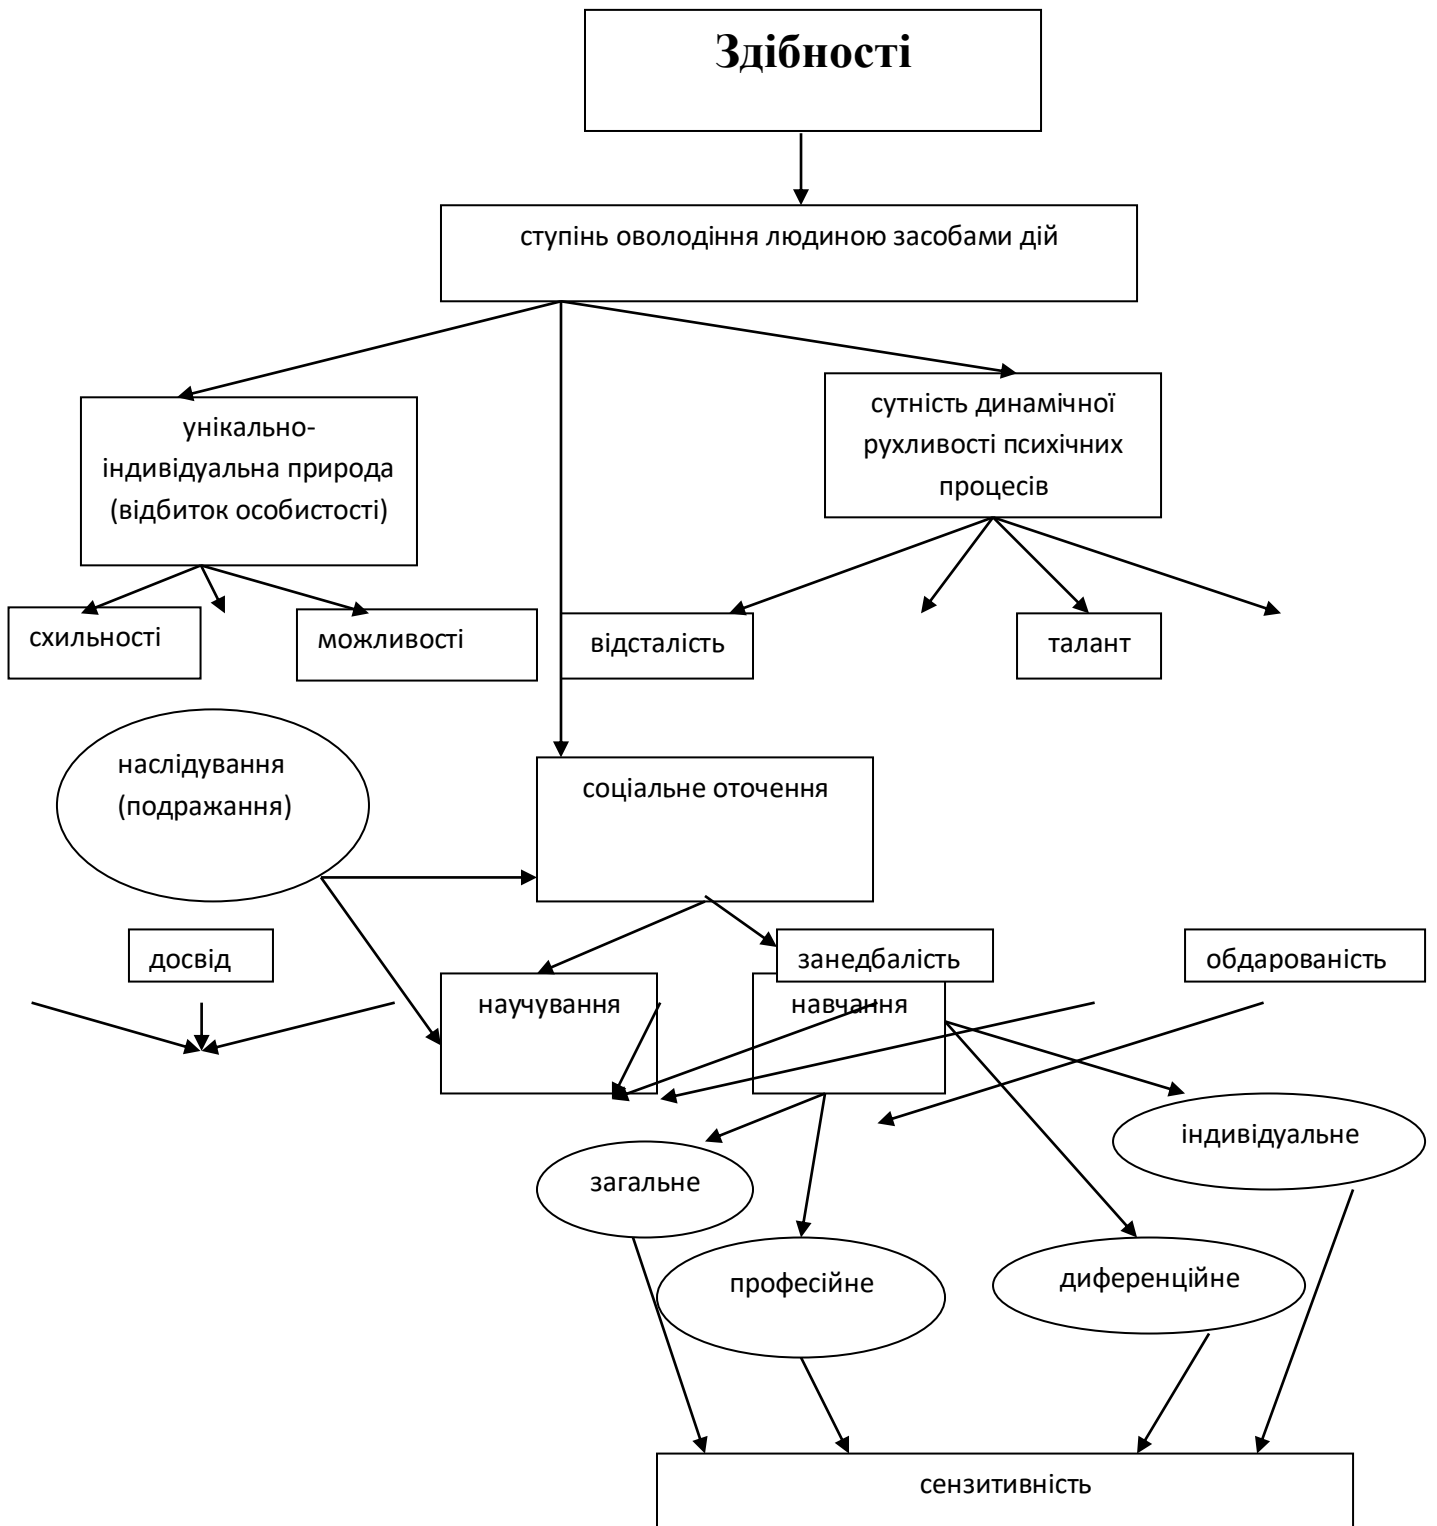 Здібності
ступінь оволодіння людиною засобами дій
унікально-
індивідуальна природа
(відбиток особистості)
сутність динамічної
рухливості психічних
процесів
схильності
можливості
відсталість
талант
наслідування
(подражання)
соціальне оточення
досвід
занедбалість
обдарованість
научування
навчання
індивідуальне
загальне
професійне
диференційне
сензитивність